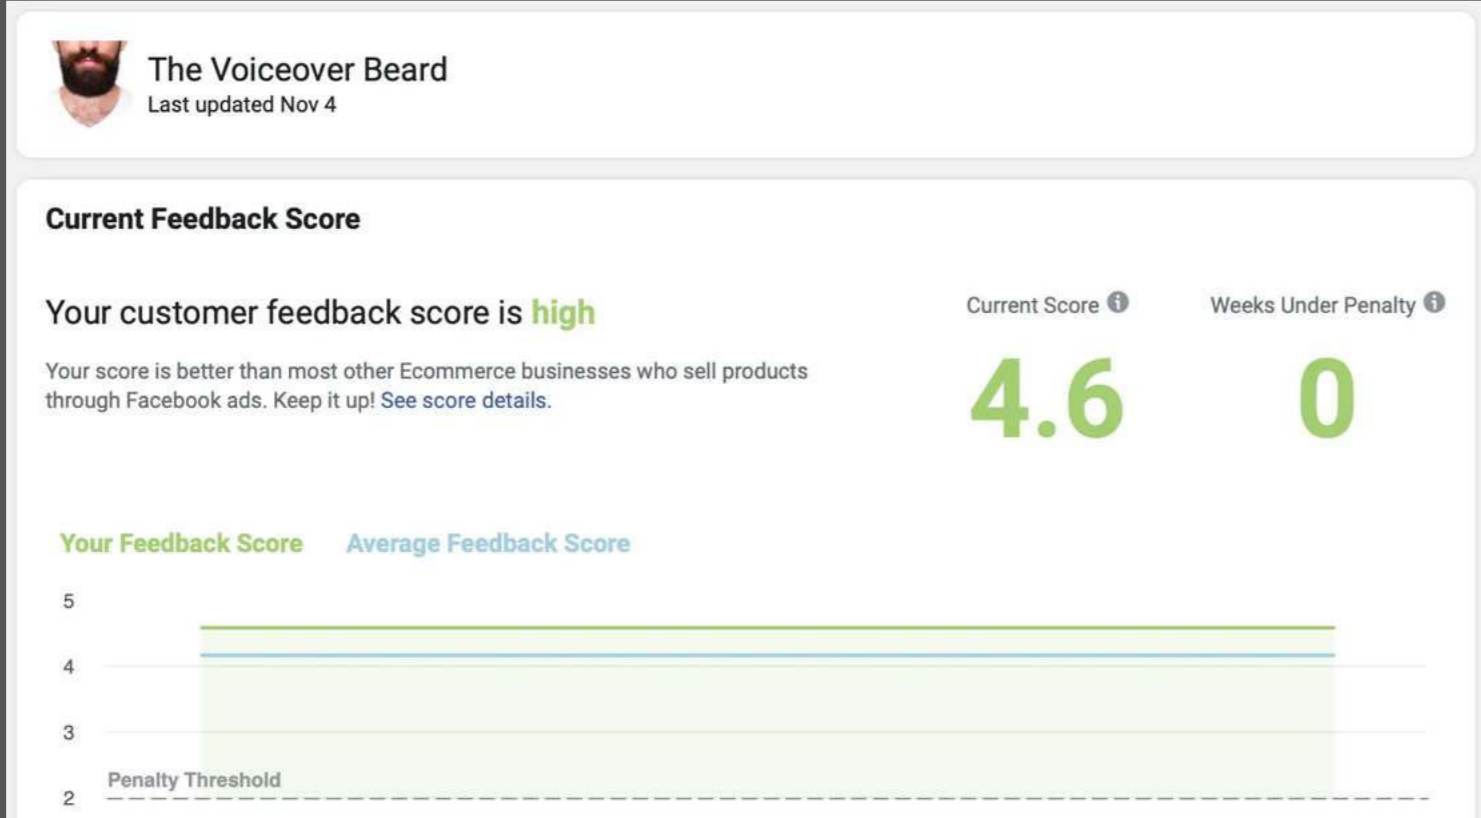 The Voiceover Beard
Last updated Nov 4
Current Feedback Score
Your customer feedback score is high
Your score is better than most other Ecommerce businesses who sell products
through Facebook ads. Keep it up! See score details.
Current Score
Weeks Under Penalty
4.6
0
Your Feedback Score
Average Feedback Score
5
4
3
Penalty Threshold
2